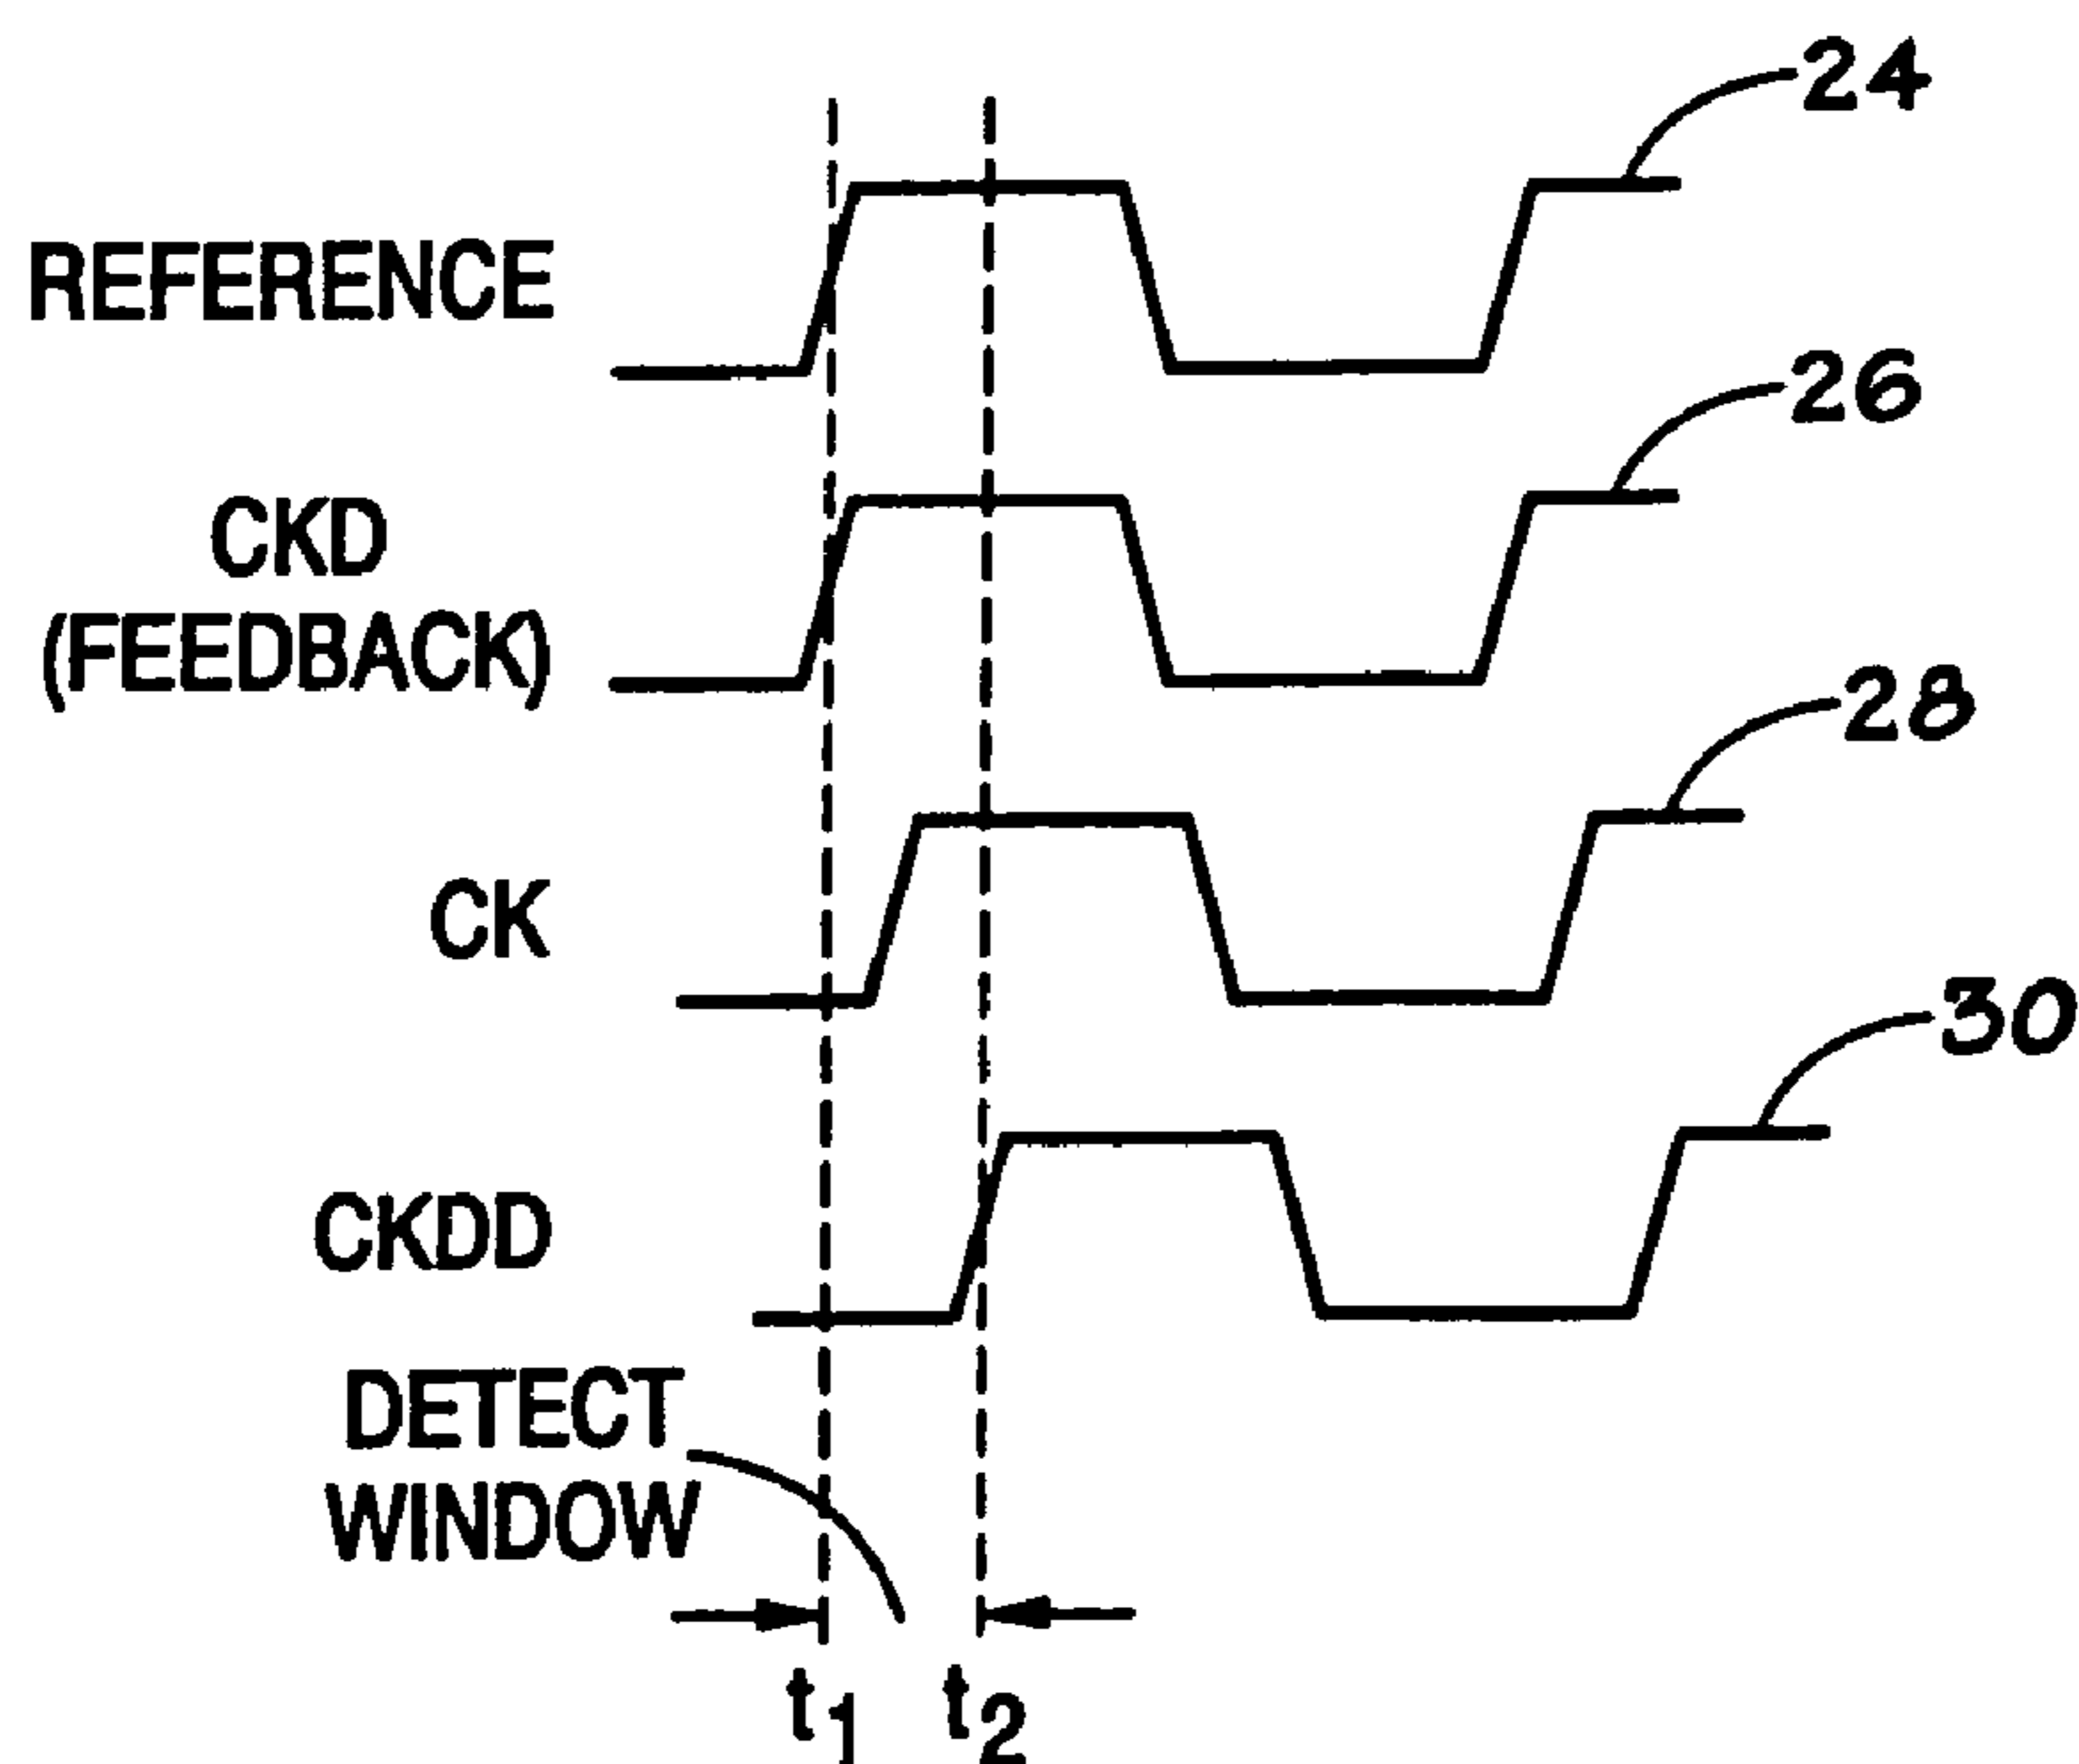 24
REFERENCE
26
CKD
(FEEDBACK)
28
CK
30
CKDD
DETECT
WINDOW
t1 t2